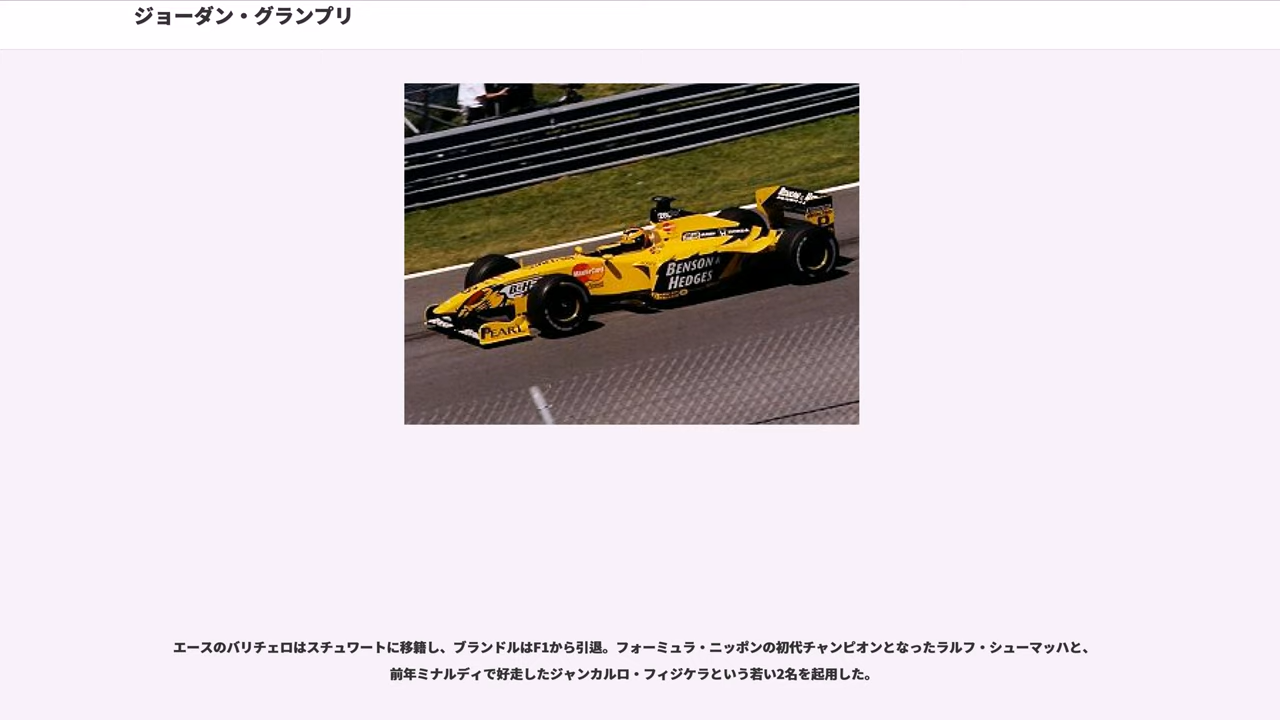 ジョーダン・グランプリ
BENSON &
HEDGES
MasterCard
PEARL
エースのバリチェロはスチュワートに移籍し、ブランドルはF1から引退。フォーミュラ・ニッポンの初代チャンピオンとなったラルフ・シューマッハと、
前年ミナルディで好走したジャンカルロ・フィジケラという若い2名を起用した。